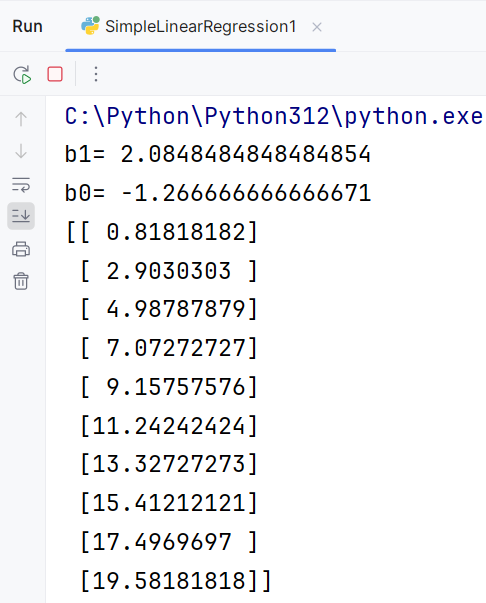 Run SimpleLinearRegression1
C:\Python\Python312\python.exe
b1= 2.0848484848484854
b0= -1.266666666666671
[[ 0.81818182]
 [ 2.9030303 ]
 [ 4.98787879]
 [ 7.07272727]
 [ 9.15757576]
 [11.24242424]
 [13.32727273]
 [15.41212121]
 [17.4969697 ]
 [19.58181818]]